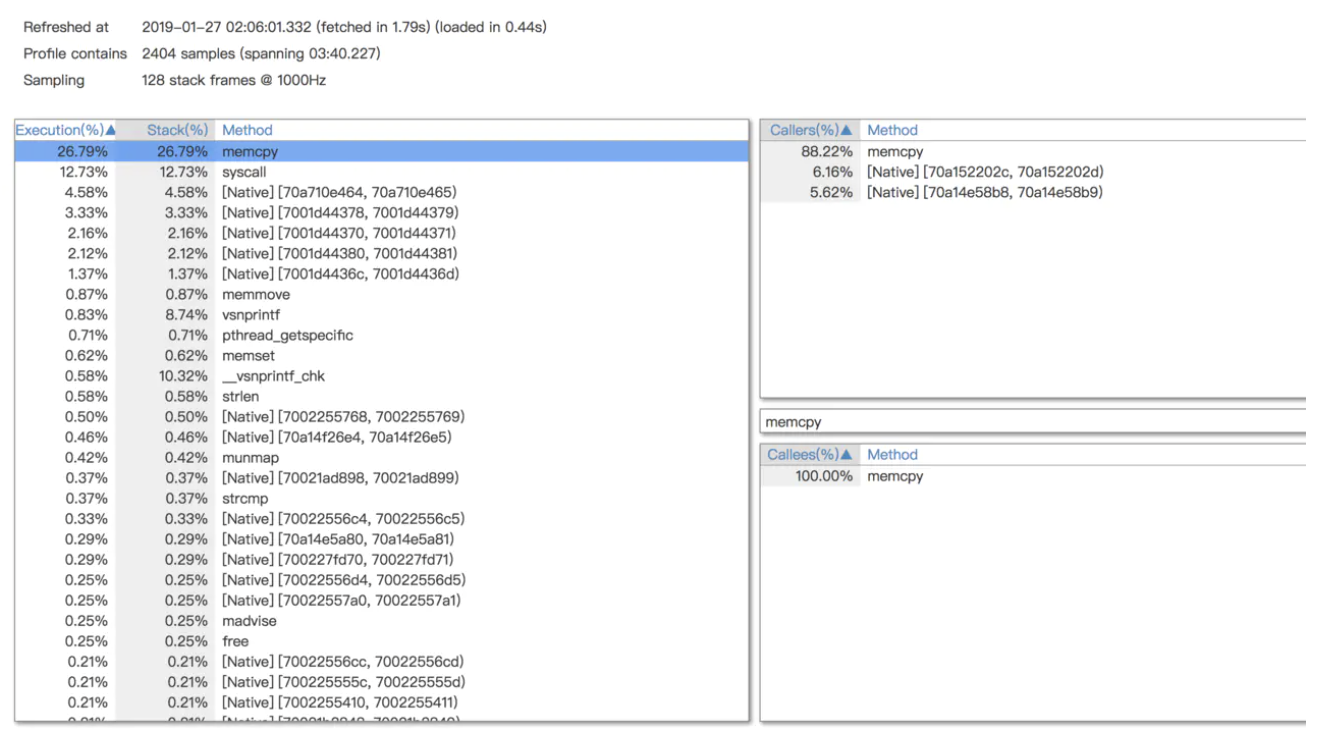 Refreshed at 2019-01-27 02:06:01.332 (fetched in 1.79s) (loaded in 0.44s)
Profile contains 2404 samples (spanning 03:40.227)
Sampling 128 stack frames @ 1000Hz
Execution(%)▲ Stack(%) Method
26.79% 26.79% memcpy
12.73% 12.73% syscall
4.58% 4.58% [Native] [70a710e464, 70a710e465)
3.33% 3.33% [Native] [7001d44378, 7001d44379)
2.16% 2.16% [Native] [7001d44370, 7001d44371)
2.12% 2.12% [Native] [7001d44380, 7001d44381)
1.37% 1.37% [Native] [7001d4436c, 7001d4436d)
0.87% 0.87% memmove
0.83% 8.74% vsnprintf
0.71% 0.71% pthread_getspecific
0.62% 0.62% memset
0.58% 10.32% __vsnprintf_chk
0.58% 0.58% strlen
0.50% 0.50% [Native] [7002255768, 7002255769)
0.46% 0.46% [Native] [70a14f26e4, 70a14f26e5)
0.42% 0.42% munmap
0.37% 0.37% [Native] [70021ad898, 70021ad899)
0.37% 0.37% strcmp
0.33% 0.33% [Native] [70022556c4, 70022556c5)
0.29% 0.29% [Native] [70a14e5a80, 70a14e5a81)
0.29% 0.29% [Native] [700227fd70, 700227fd71)
0.25% 0.25% [Native] [70022556d4, 70022556d5)
0.25% 0.25% [Native] [70022557a0, 70022557a1)
0.25% 0.25% madvise
0.25% 0.25% free
0.21% 0.21% [Native] [70022556cc, 70022556cd)
0.21% 0.21% [Native] [700225555c, 700225555d)
0.21% 0.21% [Native] [7002255410, 7002255411)
Callers(%)▲ Method
88.22% memcpy
6.16% [Native] [70a152202c, 70a152202d)
5.62% [Native] [70a14e58b8, 70a14e58b9)
memcpy
Callees(%)▲ Method
100.00% memcpy